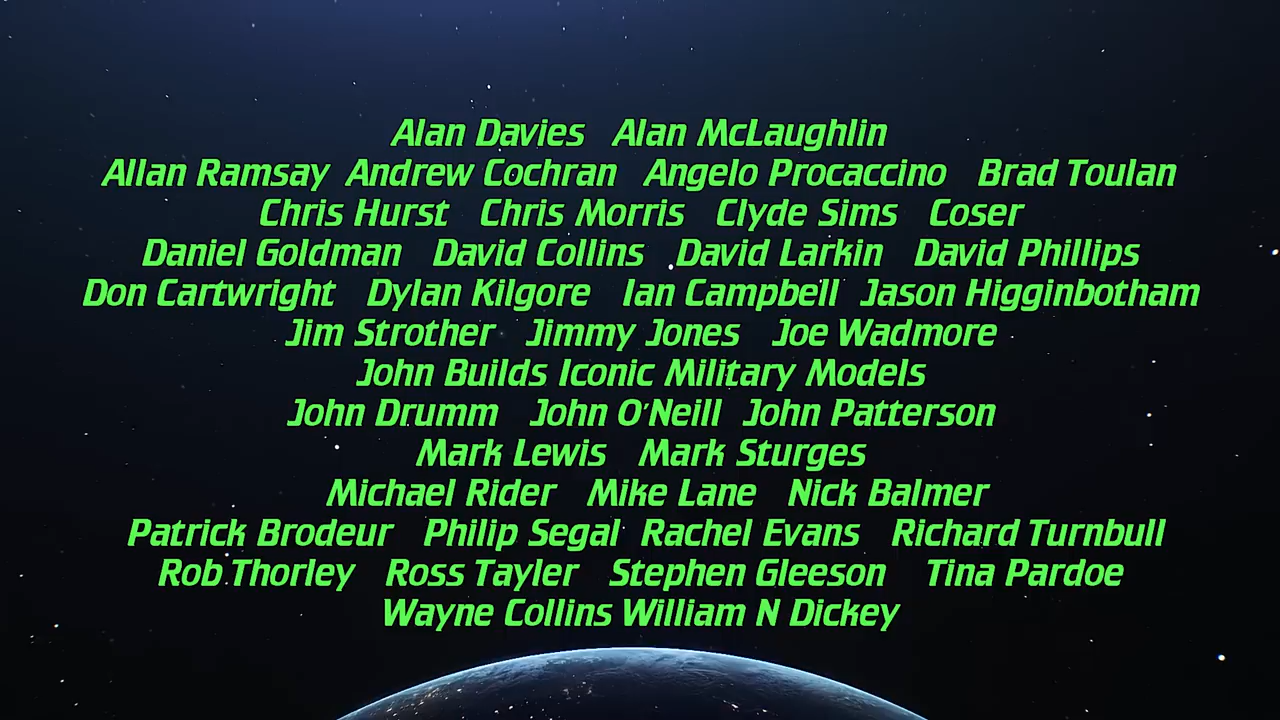 Alan Davies Alan McLaughlin
Allan Ramsay Andrew Cochran Angelo Procaccino Brad Toulan
Chris Hurst Chris Morris Clyde Sims Coser
Daniel Goldman David Collins David Larkin David Phillips
Don Cartwright Dylan Kilgore Ian Campbell Jason Higginbotham
Jim Strother Jimmy Jones Joe Wadmore
John Builds Iconic Military Models
John Drumm John O'Neill John Patterson
Mark Lewis Mark Sturges
Michael Rider Mike Lane Nick Balmer
Patrick Brodeur Philip Segal Rachel Evans Richard Turnbull
Rob Thorley Ross Tayler Stephen Gleeson Tina Pardoe
Wayne Collins William N Dickey